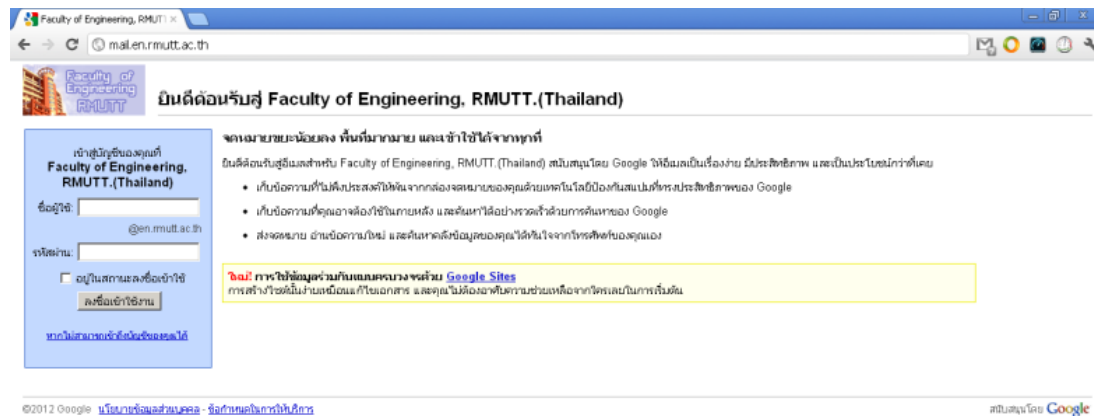 Faculty of Engineering, RMUTT
mail.en.rmutt.ac.th
Faculty of
Engineering
RMUTT
ยินดีต้อนรับสู่ Faculty of Engineering, RMUTT.(Thailand)
เข้าสู่บัญชีของคุณที่
Faculty of Engineering,
RMUTT.(Thailand)
ชื่อผู้ใช้:
@en.rmutt.ac.th
รหัสผ่าน:
อยู่ในสถานะลงชื่อเข้าใช้
ลงชื่อเข้าใช้งาน
หากไม่สามารถเข้าถึงบัญชีของคุณได้
จดหมายขยะน้อยลง พื้นที่มากมาย และเข้าใช้ได้จากทุกที่
ยินดีต้อนรับสู่อีเมลสำหรับ Faculty of Engineering, RMUTT.(Thailand) สนับสนุนโดย Google ให้อีเมลเป็นเรื่องง่าย มีประสิทธิภาพ และเป็นประโยชน์กว่าที่เคย
เก็บข้อความที่ไม่พึงประสงค์ให้พ้นจากกล่องจดหมายของคุณด้วยเทคโนโลยีป้องกันสแปมที่ทรงประสิทธิภาพของ Google
เก็บข้อความที่คุณอาจต้องใช้ในภายหลัง และค้นหาได้อย่างรวดเร็วด้วยการค้นหาของ Google
ส่งจดหมาย อ่านข้อความใหม่ และค้นหาคลังข้อมูลของคุณได้ทันใจจากโทรศัพท์ของคุณเอง
ใหม่! การใช้ข้อมูลร่วมกันแบบครบวงจรด้วย Google Sites
การสร้างไซต์นั้นง่ายเหมือนแก้ไขเอกสาร และคุณไม่ต้องอาศัยความช่วยเหลือจากใครเลยในการเริ่มต้น
©2012 Google นโยบายข้อมูลส่วนบุคคล - ข้อกำหนดในการให้บริการ
สนับสนุนโดย Google